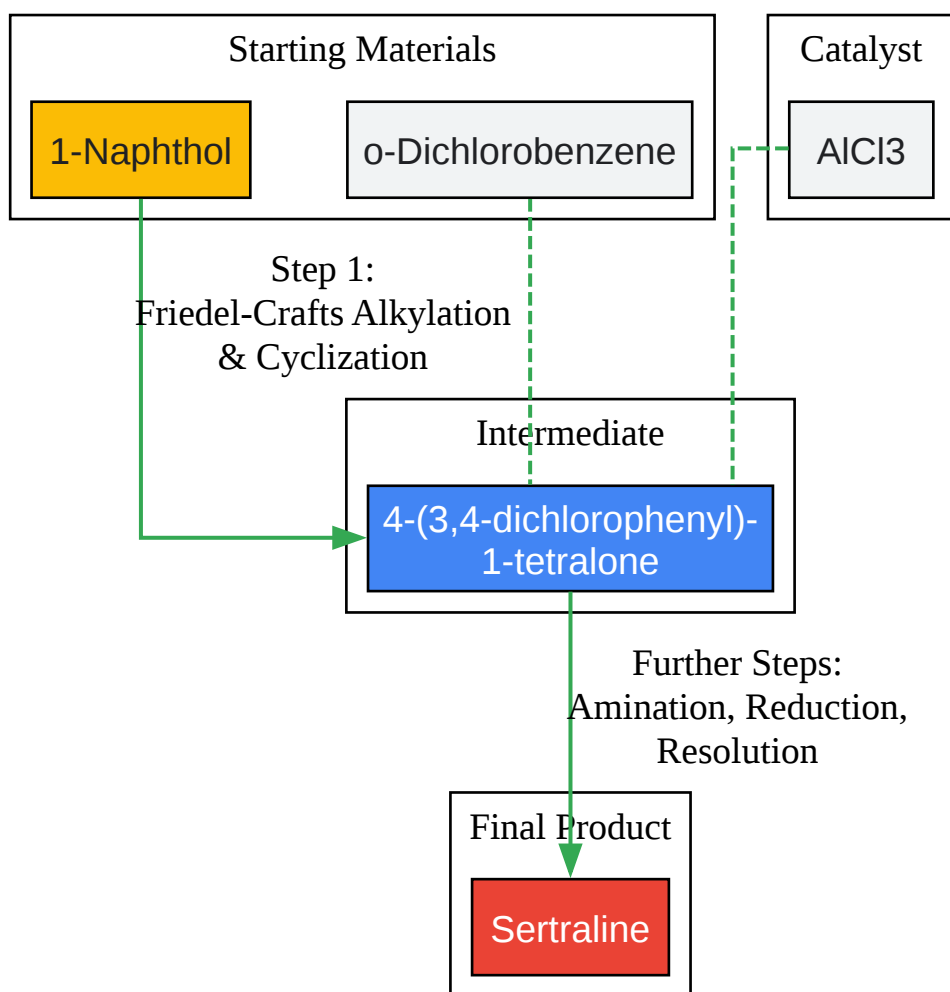 Starting Materials
Catalyst
1-Naphthol
o-Dichlorobenzene
AlCl3
Step 1:
Friedel-Crafts Alkylation
& Cyclization
Intermediate
4-(3,4-dichlorophenyl)-
1-tetralone
Further Steps:
Amination, Reduction,
Resolution
Final Product
Sertraline